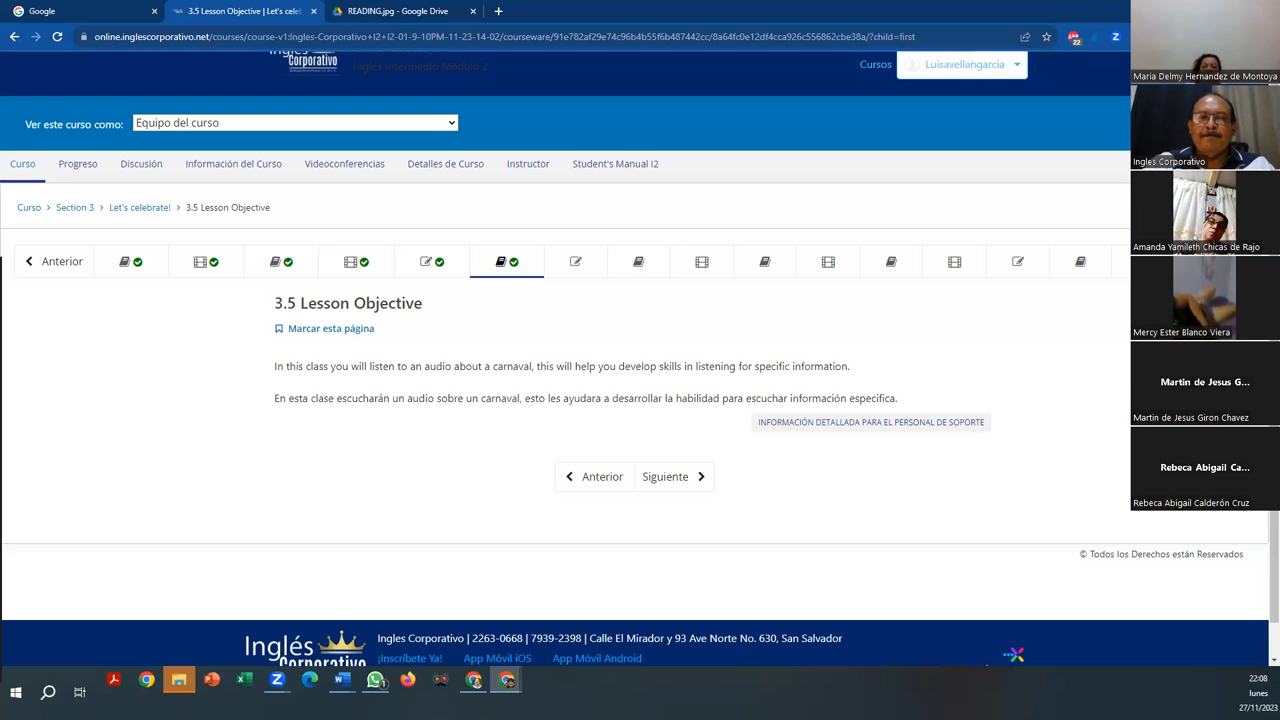 Google
3.5 Lesson Objective | Let's celeb
READING.jpg - Google Drive
online.inglescorporativo.net/courses/course-v1:Ingles-Corporativo+I2+I2-01-9-10PM-11-23-14-02/courseware/91e782af29e74c96b4b55f6b487442cc/8a64fc0e12df4cca926c556862cbe38a/?child=first
22
Corporativo
Inglés Intermedio Módulo 2
Cursos
Luisavellangarcia
Ver este curso como:
Equipo del curso
Curso
Progreso
Discusión
Información del Curso
Videoconferencias
Detalles de Curso
Instructor
Student's Manual I2
Curso > Section 3 > Let's celebrate! > 3.5 Lesson Objective
Anterior
3.5 Lesson Objective
Marcar esta página
In this class you will listen to an audio about a carnaval, this will help you develop skills in listening for specific information.
En esta clase escucharán un audio sobre un carnaval, esto les ayudara a desarrollar la habilidad para escuchar información especifica.
INFORMACIÓN DETALLADA PARA EL PERSONAL DE SOPORTE
Anterior
Siguiente
© Todos los Derechos están Reservados
Inglés
Corporativo
Ingles Corporativo | 2263-0668 | 7939-2398 | Calle El Mirador y 93 Ave Norte No. 630, San Salvador
¡Inscríbete Ya!
App Móvil iOS
App Móvil Android
Maria Delmy Hernandez de Montoya
Ingles Corporativo
Amanda Yamileth Chicas de Rajo
Mercy Ester Blanco Viera
Martin de Jesus G...
Martin de Jesus Giron Chavez
Rebeca Abigail Ca...
Rebeca Abigail Calderón Cruz
22:08
lunes
27/11/2023